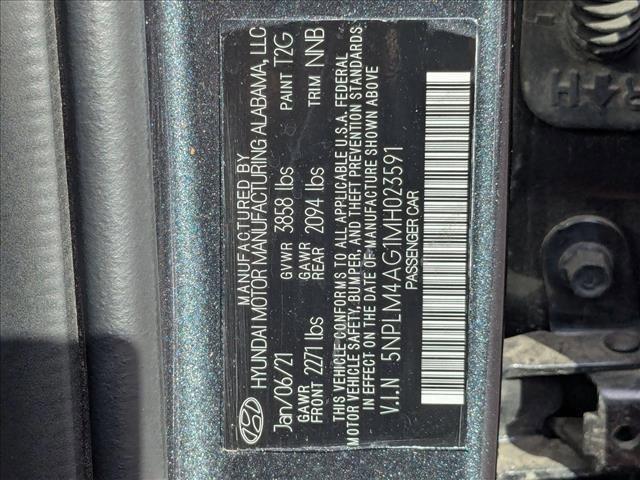 MANUFACTURED BY
HYUNDAI MOTOR MANUFACTURING ALABAMA, LLC
Jan/06/21 GVWR 3858 lbs PAINT T2G
GAWR FRONT 2271 lbs GAWR REAR 2094 lbs TRIM NNB
THIS VEHICLE CONFORMS TO ALL APPLICABLE U.S.A. FEDERAL
MOTOR VEHICLE SAFETY, BUMPER, AND THEFT PREVENTION STANDARDS
IN EFFECT ON THE DATE OF MANUFACTURE SHOWN ABOVE
V.I.N 5NPLM4AG1MH023591
PASSENGER CAR